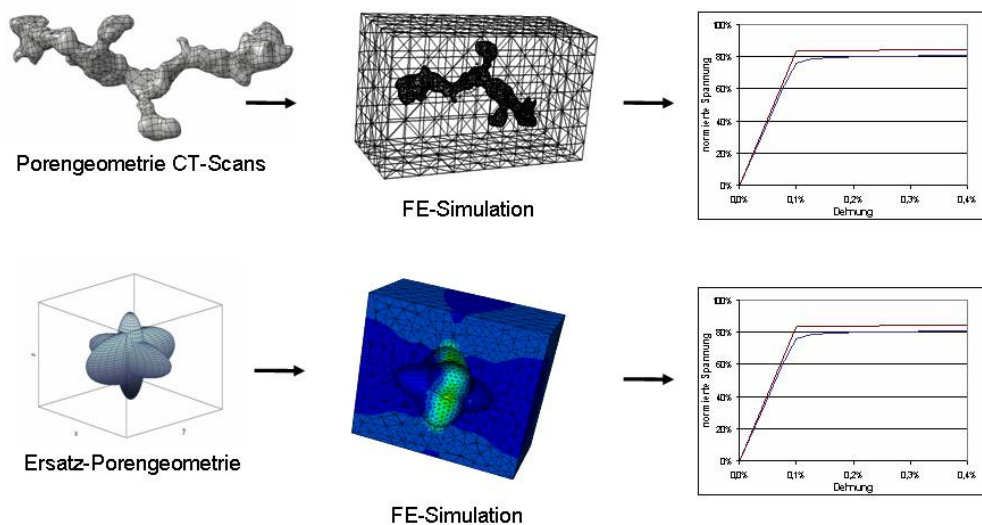 Porengeometrie CT-Scans
FE-Simulation
normierte Spannung
100%
80%
60%
40%
20%
0%
0,0%
0,1%
0,2%
0,3%
0,4%
Dehnung
Ersatz-Porengeometrie
x
y
FE-Simulation
normierte Spannung
100%
80%
60%
40%
20%
0%
0,0%
0,1%
0,2%
0,3%
0,4%
Dehnung